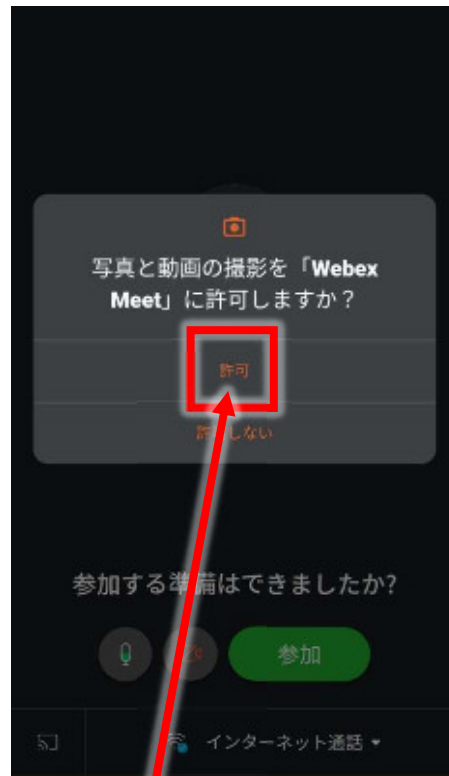 写真と動画の撮影を「Webex
Meet」に許可しますか？
許可
許可しない
参加する準備はできましたか?
参加
インターネット通話